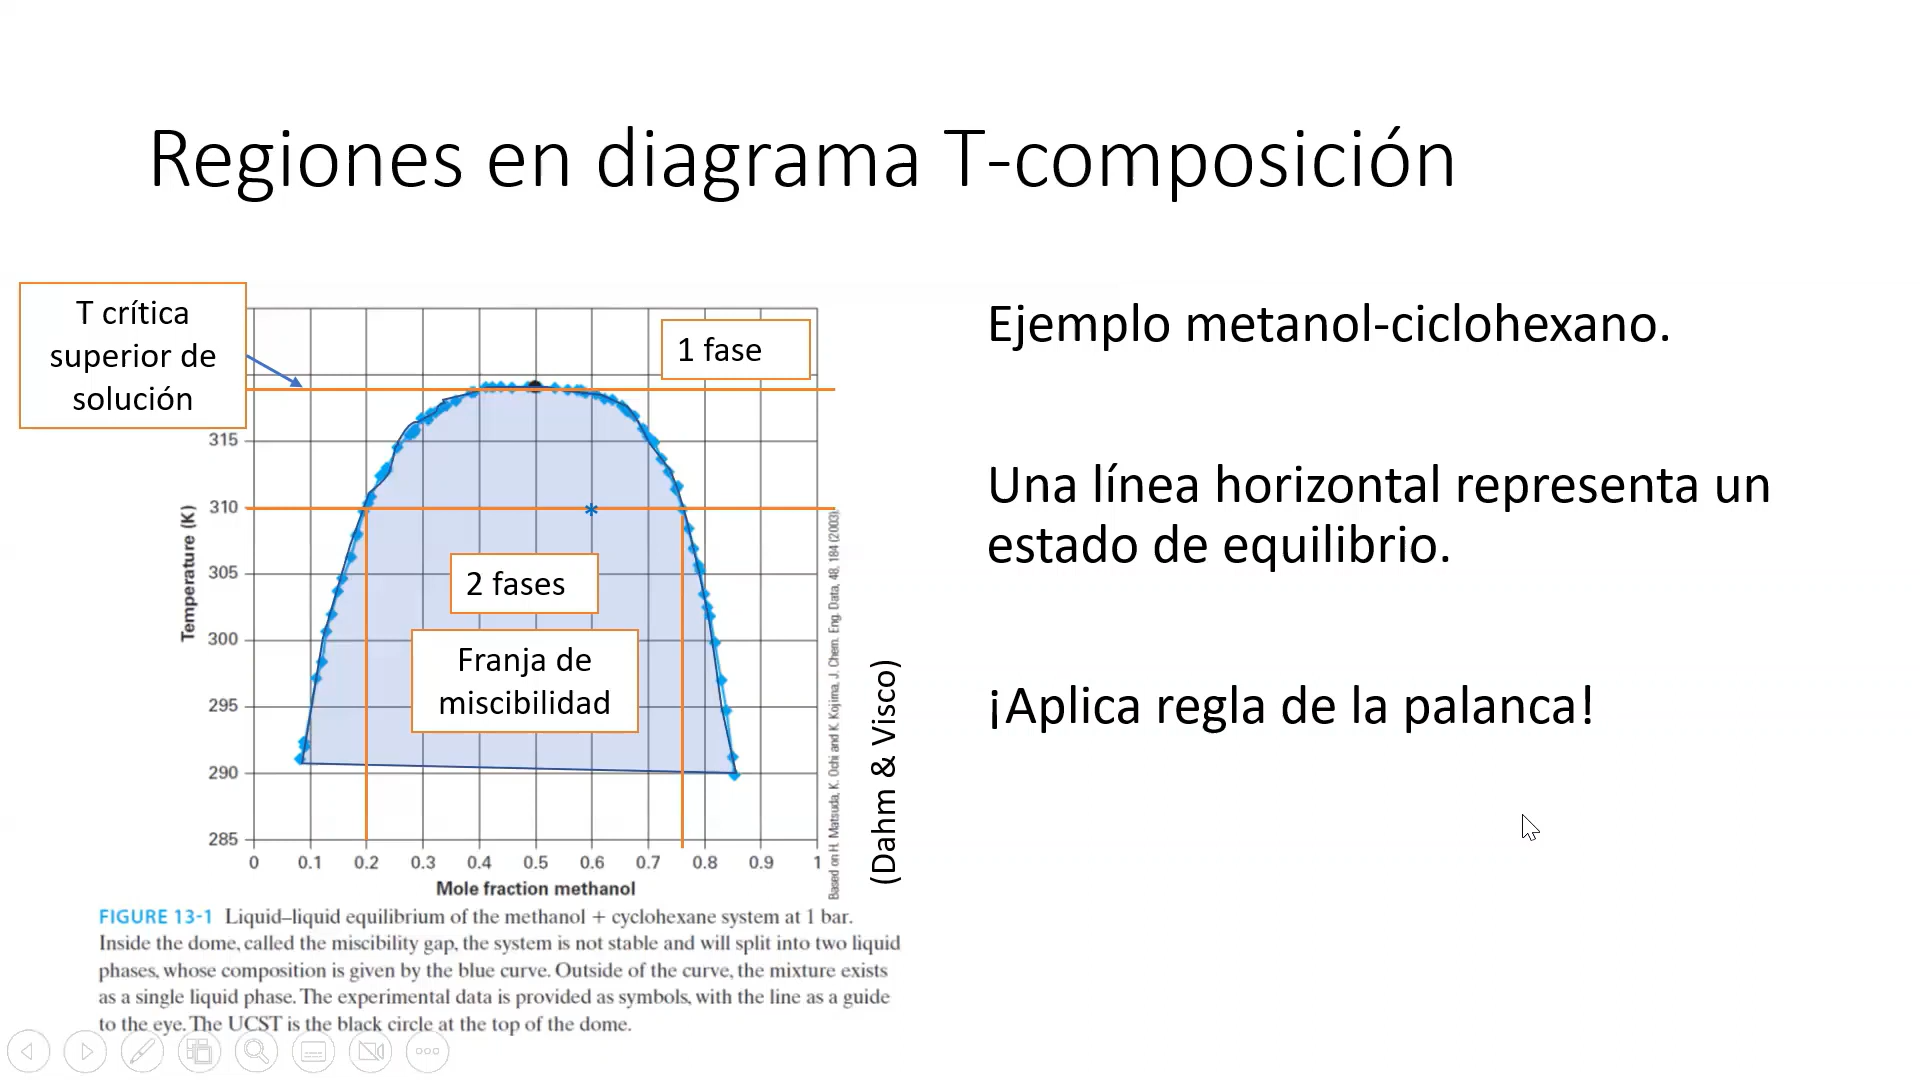 Regiones en diagrama T-composición
T crítica
superior de
solución
1 fase
2 fases
Franja de
miscibilidad
315
310
305
300
295
290
285
Temperature (K)
0 0.1 0.2 0.3 0.4 0.5 0.6 0.7 0.8 0.9 1
Mole fraction methanol
Based on H. Matsuda, K. Ochi and K. Kojima, J. Chem. Eng. Data, 48, 184 (2003).
(Dahm & Visco)
FIGURE 13-1 Liquid–liquid equilibrium of the methanol + cyclohexane system at 1 bar.
Inside the dome, called the miscibility gap, the system is not stable and will split into two liquid
phases, whose composition is given by the blue curve. Outside of the curve, the mixture exists
as a single liquid phase. The experimental data is provided as symbols, with the line as a guide
to the eye. The UCST is the black circle at the top of the dome.
Ejemplo metanol-ciclohexano.
Una línea horizontal representa un
estado de equilibrio.
¡Aplica regla de la palanca!